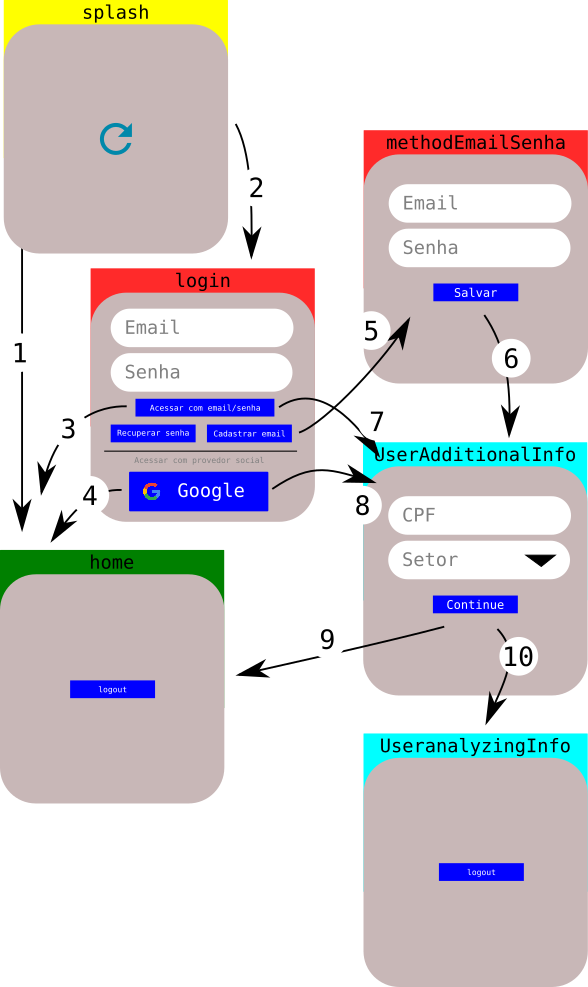 splash
2
1
methodEmailSenha
Email
Senha
Salvar
5
6
login
Email
Senha
Acessar com email/senha
Recuperar senha
Cadastrar email
Acessar com provedor social
Google
3
4
7
8
UserAdditionalInfo
CPF
Setor
Continue
9
10
home
logout
UseranalyzingInfo
logout